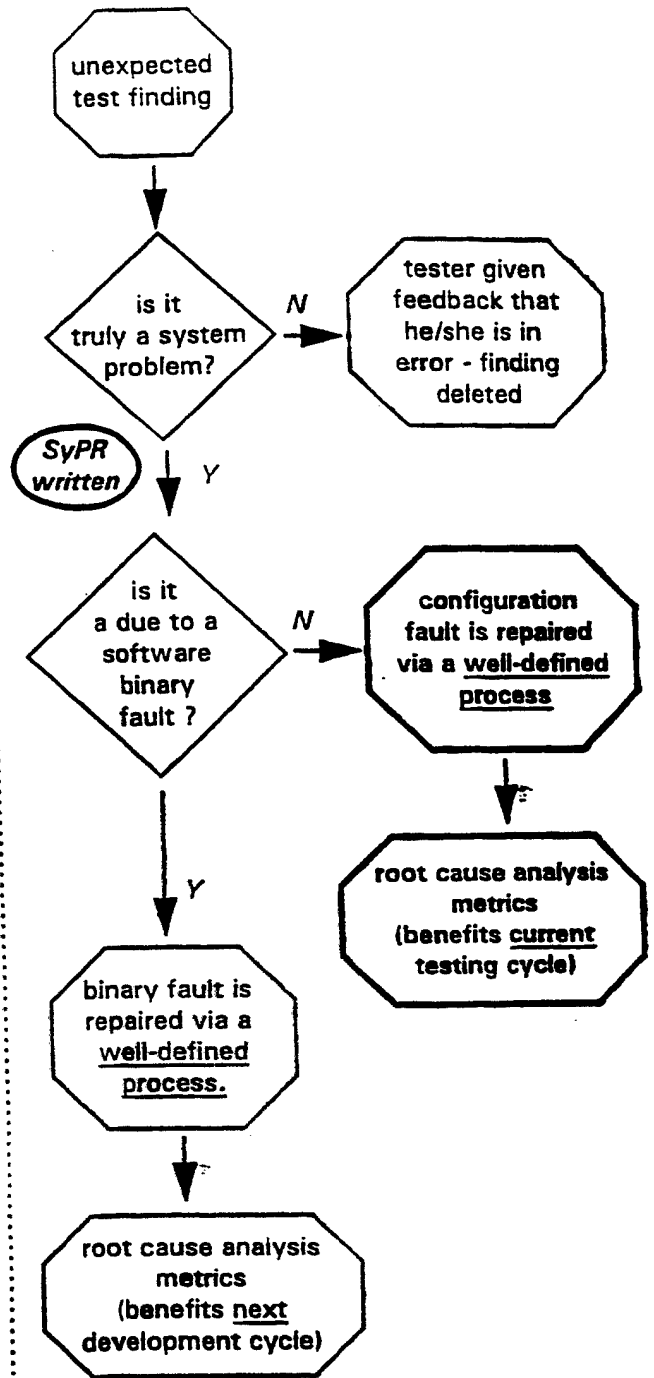 unexpected
test finding
is it
truly a system
problem?
N
tester given
feedback that
he/she is in
error - finding
deleted
SyPR
written
Y
is it
a due to a
software
binary
fault ?
N
configuration
fault is repaired
via a well-defined
process
root cause analysis
metrics
(benefits current
testing cycle)
Y
binary fault is
repaired via a
well-defined
process.
root cause analysis
metrics
(benefits next
development cycle)